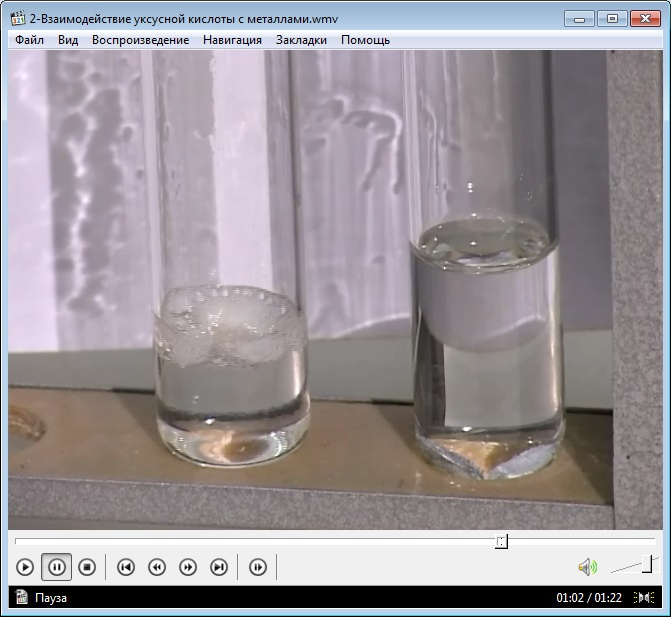 2-Взаимодействие уксусной кислоты с металлами.wmv
Файл Вид Воспроизведение Навигация Закладки Помощь
Пауза 01:02 / 01:22